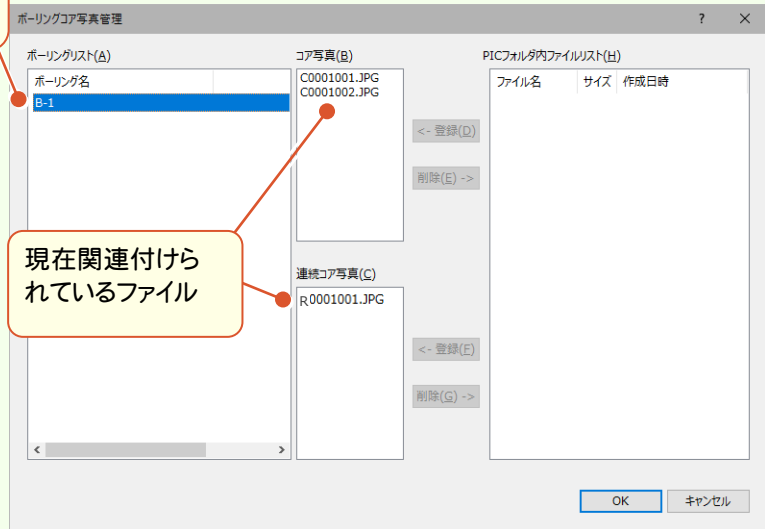 ボーリングコア写真管理
?
ボーリングリスト(A)
コア写真(B)
PICフォルダ内ファイルリスト(H)
ボーリング名
B-1
C0001001.JPG
C0001002.JPG
ファイル名 サイズ 作成日時
<- 登録(D)
削除(E) ->
現在関連付けら
れているファイル
連続コア写真(C)
R0001001.JPG
<- 登録(F)
削除(G) ->
OK
キャンセル